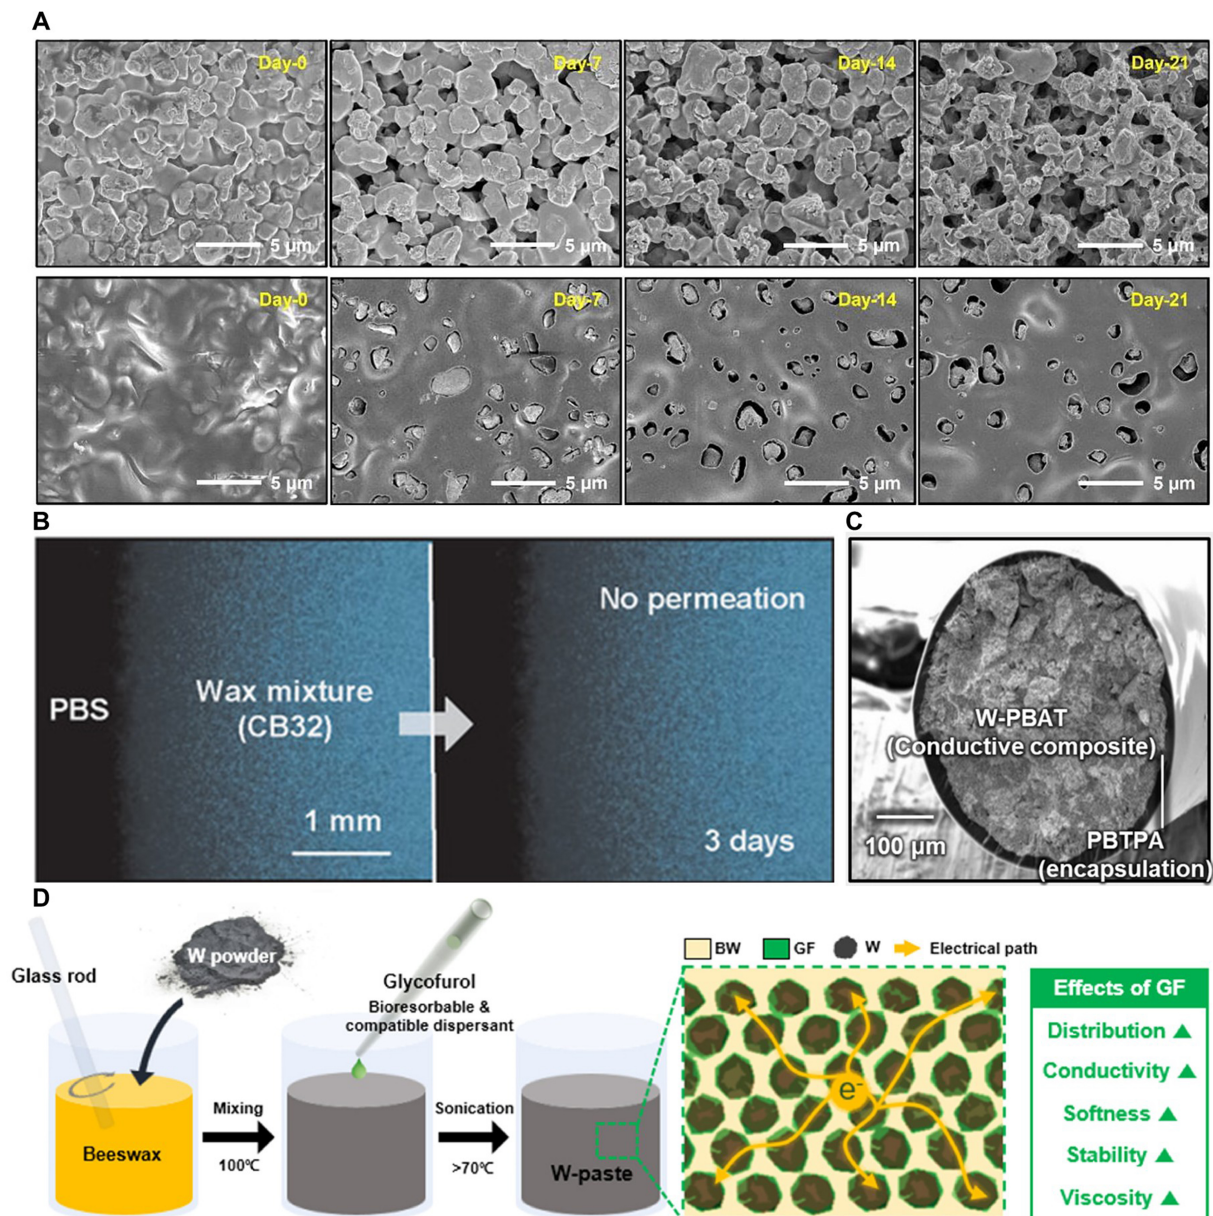 A
Day-0
Day-7
Day-14
Day-21
5 μm
5 μm
5 μm
5 μm
Day-0
Day-7
Day-14
Day-21
5 μm
5 μm
5 μm
5 μm
B
PBS
Wax mixture
(CB32)
1 mm
No permeation
3 days
C
W-PBAT
(Conductive composite)
100 μm
PBTPA
(encapsulation)
D
Glass rod
W powder
Glycofurol
Bioresorbable &
compatible dispersant
Beeswax
Mixing
100℃
Sonication
>70℃
W-paste
BW
GF
W
Electrical path
e-
Effects of GF
Distribution ▲
Conductivity ▲
Softness ▲
Stability ▲
Viscosity ▲